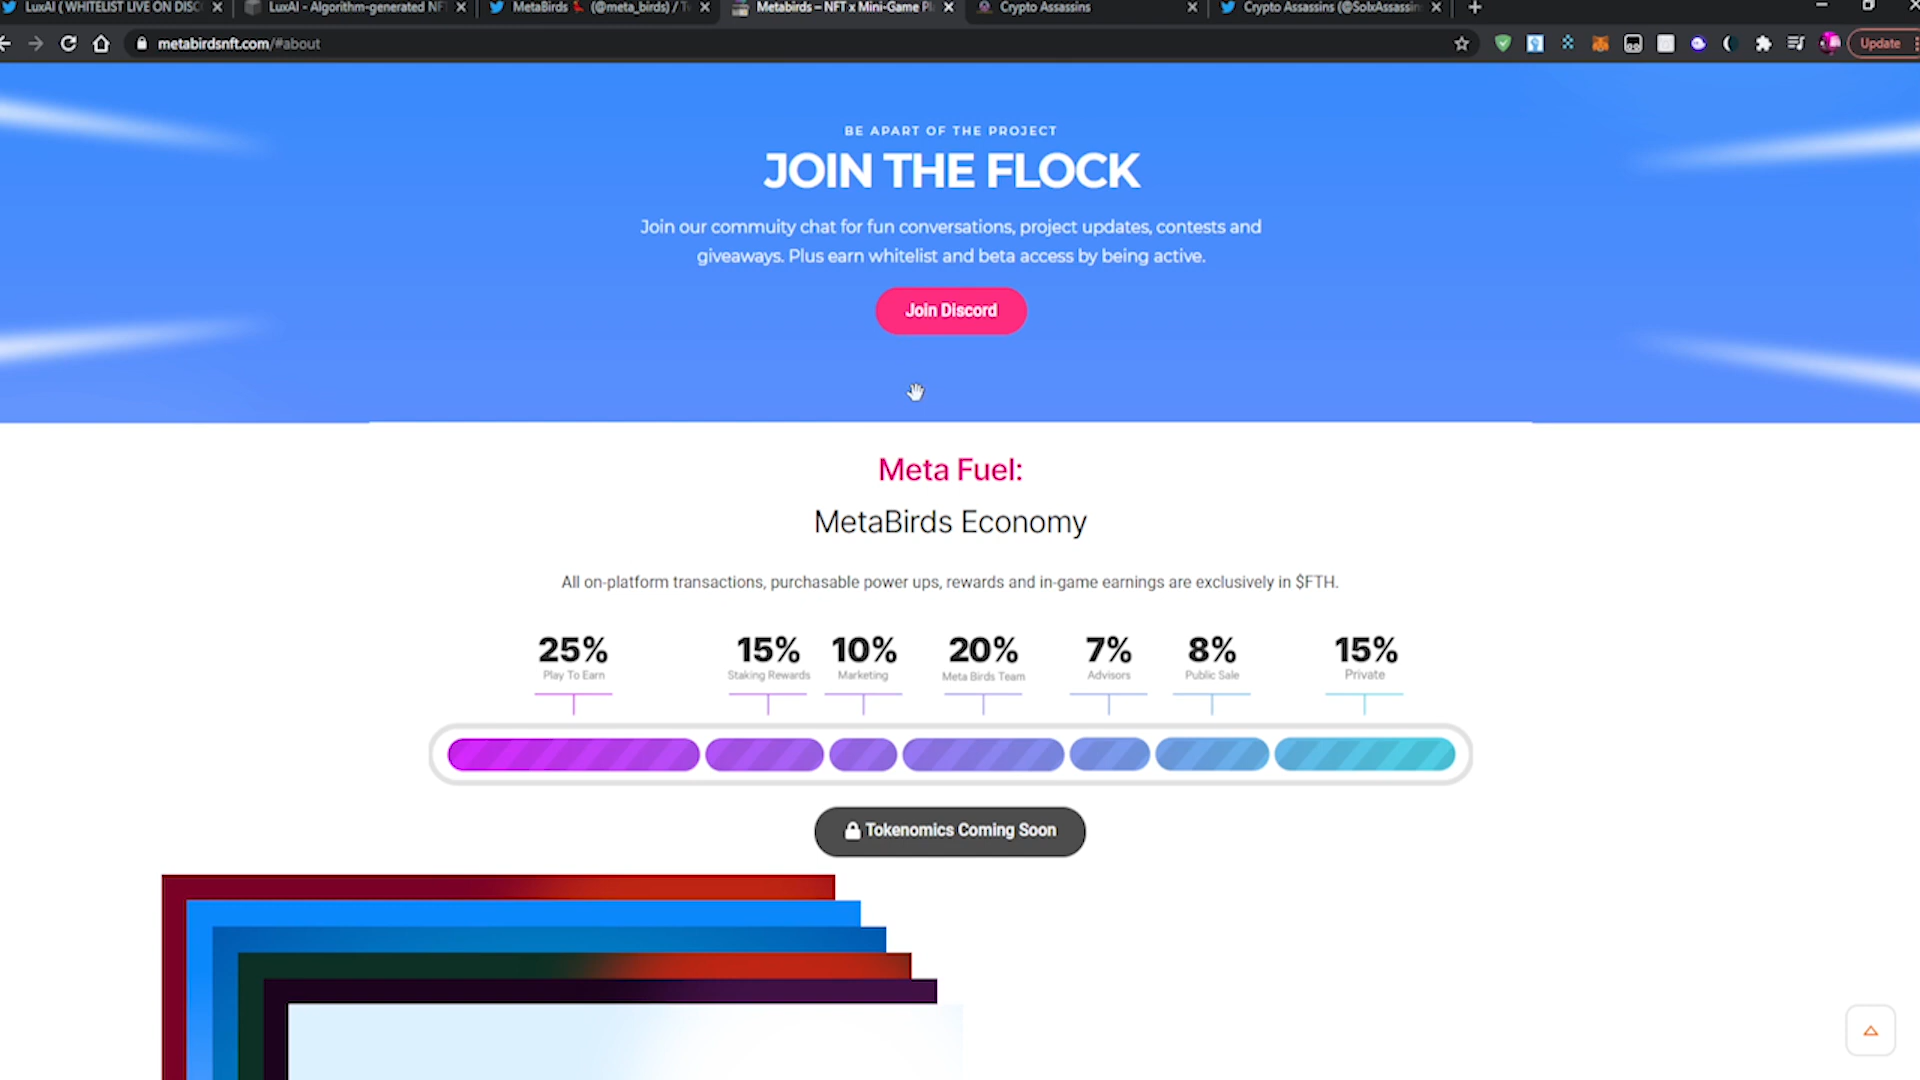 LuxAI ( WHITELIST LIVE ON DISC
LuxAI - Algorithm-generated NF
MetaBirds (@meta_birds) / T
Metabirds – NFT x Mini-Game Pl
Crypto Assassins
Crypto Assassins (@SolxAssassin
metabirdsnft.com/#about
Update
BE APART OF THE PROJECT
JOIN THE FLOCK
Join our commuity chat for fun conversations, project updates, contests and
giveaways. Plus earn whitelist and beta access by being active.
Join Discord
Meta Fuel:
MetaBirds Economy
All on-platform transactions, purchasable power ups, rewards and in-game earnings are exclusively in $FTH.
25% 15% 10% 20% 7% 8% 15%
Play To Earn Staking Rewards Marketing Meta Birds Team Advisors Public Sale Private
Tokenomics Coming Soon